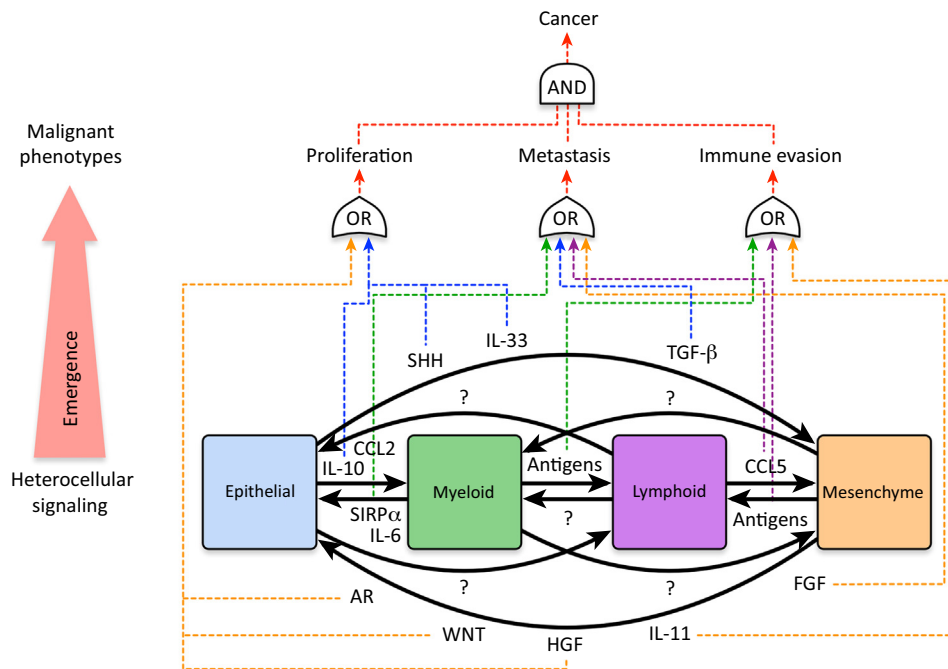 Cancer
AND
Malignant
phenotypes
Proliferation
Metastasis
Immune evasion
OR
OR
OR
Emergence
IL-33
SHH
TGF-β
?
?
CCL2
IL-10
Antigens
CCL5
Heterocellular
signaling
Epithelial
Myeloid
Lymphoid
Mesenchyme
SIRPα
IL-6
?
Antigens
?
?
AR
FGF
WNT
HGF
IL-11